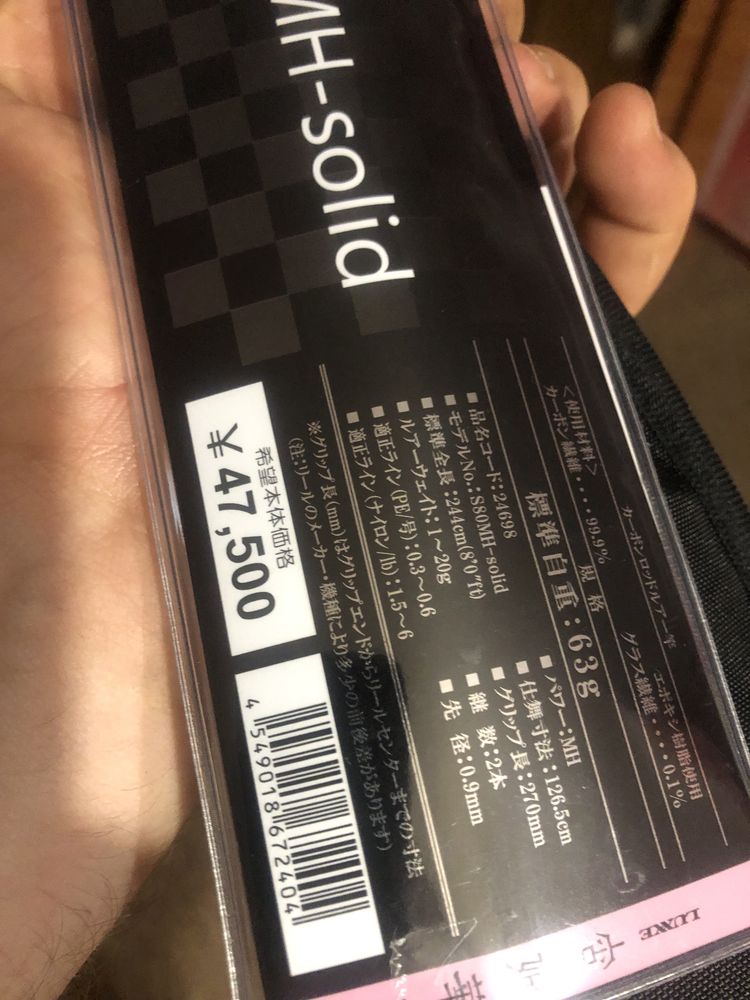 MH-solid
カーボンロッドルアー竿
エポキシ樹脂使用
<使用材料>
カーボン繊維････99.9%
グラス繊維････0.1%
規格
標準自重：63g
■品名コード：24698
■モデルNo.：S80MH-solid
■標準全長：244cm(8'0"ft)
■ルアーウェイト：1〜20g
■適正ライン(PE/号)：0.3〜0.6
■適正ライン(ナイロン/lb)：1.5〜6
■パワー：MH
■仕舞寸法：126.5cm
■グリップ長：270mm
■継数：2本
■先径：0.9mm
※グリップ長(mm)はグリップエンドからリールセンターまでの寸法
(注：リールのメーカー・機種により多少の前後差があります)
希望本体価格
¥47,500
4 549018 672404
LUXXE